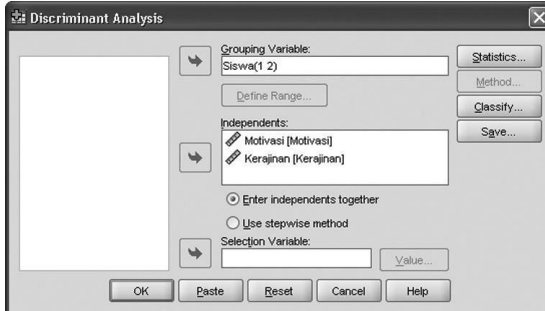 Discriminant Analysis
Grouping Variable:
Siswa(1 2)
Define Range...
Independents:
Motivasi [Motivasi]
Kerajinan [Kerajinan]
Enter independents together
Use stepwise method
Selection Variable:
Value...
Statistics...
Method...
Classify...
Save...
OK
Paste
Reset
Cancel
Help